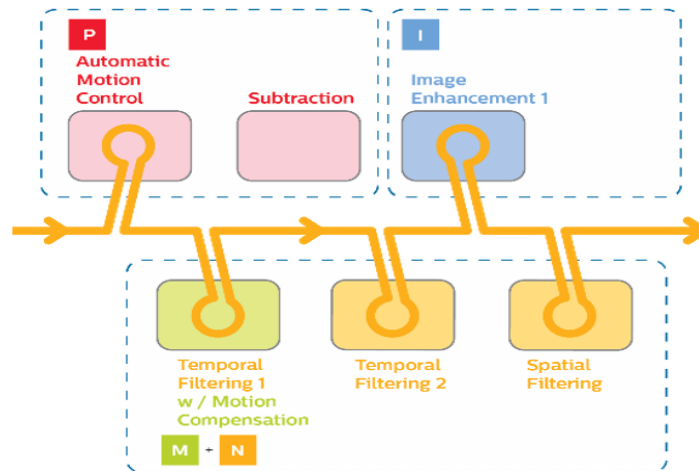 P
Automatic
Motion
Control
Subtraction
I
Image
Enhancement 1
Temporal
Filtering 1
w / Motion
Compensation
M + N
Temporal
Filtering 2
Spatial
Filtering